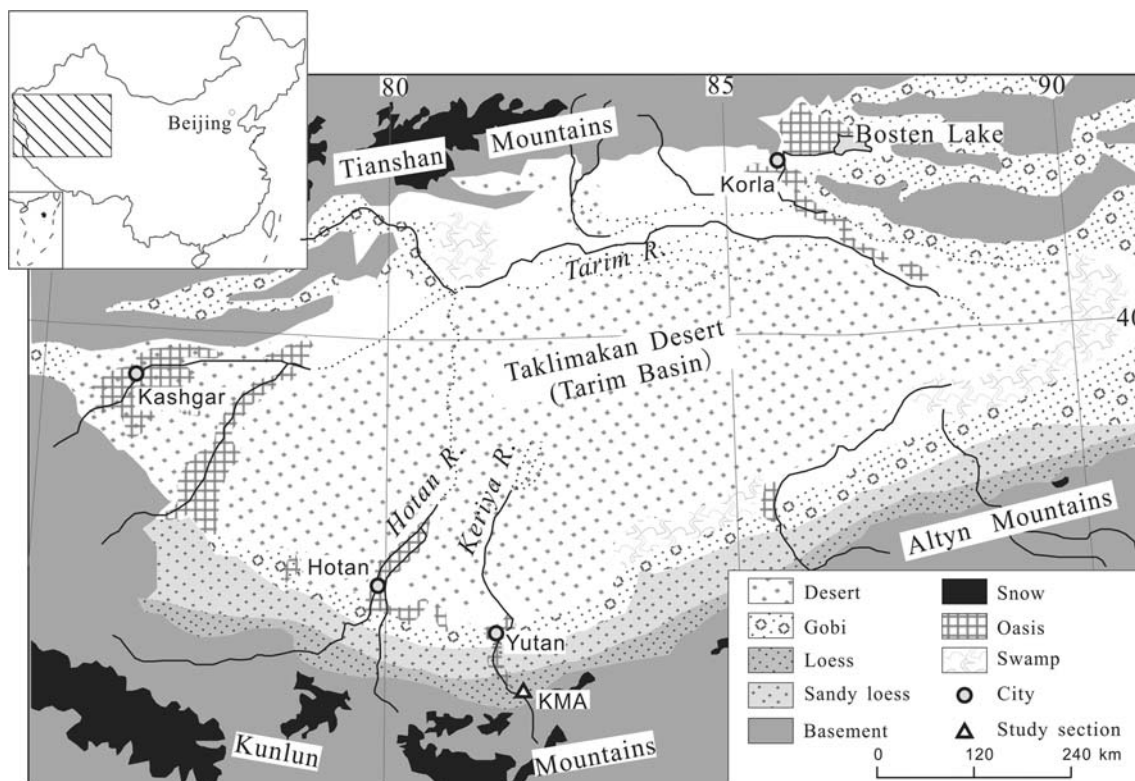 80
85
90
Beijing
Mountains
Tianshan
Bosten Lake
Korla
Tarim R.
40
Taklimakan Desert
(Tarim Basin)
Kashgar
Hotan R.
Keriya R.
Altyn Mountains
Hotan
Yutan
KMA
Kunlun
Mountains
Desert
Gobi
Loess
Sandy loess
Basement
Snow
Oasis
Swamp
City
Study section
0 120 240 km